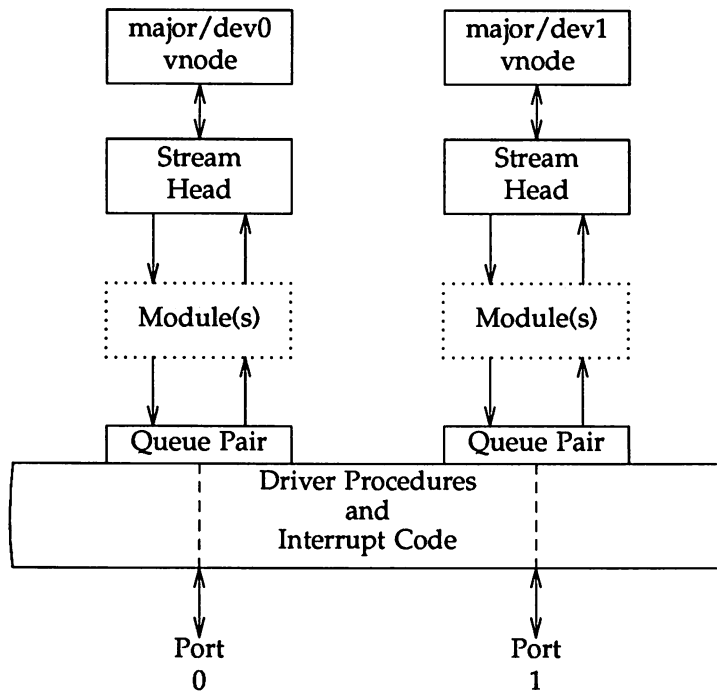 major/dev0
vnode
major/dev1
vnode
Stream
Head
Stream
Head
Module(s)
Module(s)
Queue Pair
Queue Pair
Driver Procedures
and
Interrupt Code
Port
0
Port
1